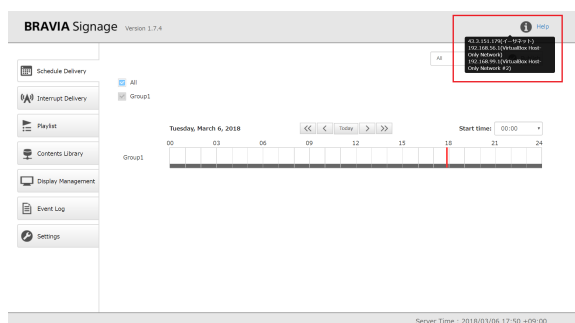 BRAVIA Signage Version 1.7.4
Help
43.3.151.179(イーサネット)
192.168.56.1(VirtualBox Host-
Only Network)
192.168.99.1(VirtualBox Host-
Only Network #2)
All
Schedule Delivery
Interrupt Delivery
Playlist
Contents Library
Display Management
Event Log
Settings
All
Group1
Tuesday, March 6, 2018
Today
Start time: 00:00
00 03 06 09 12 15 18 21 24
Group1
Server Time : 2018/03/06 17:50 +09:00